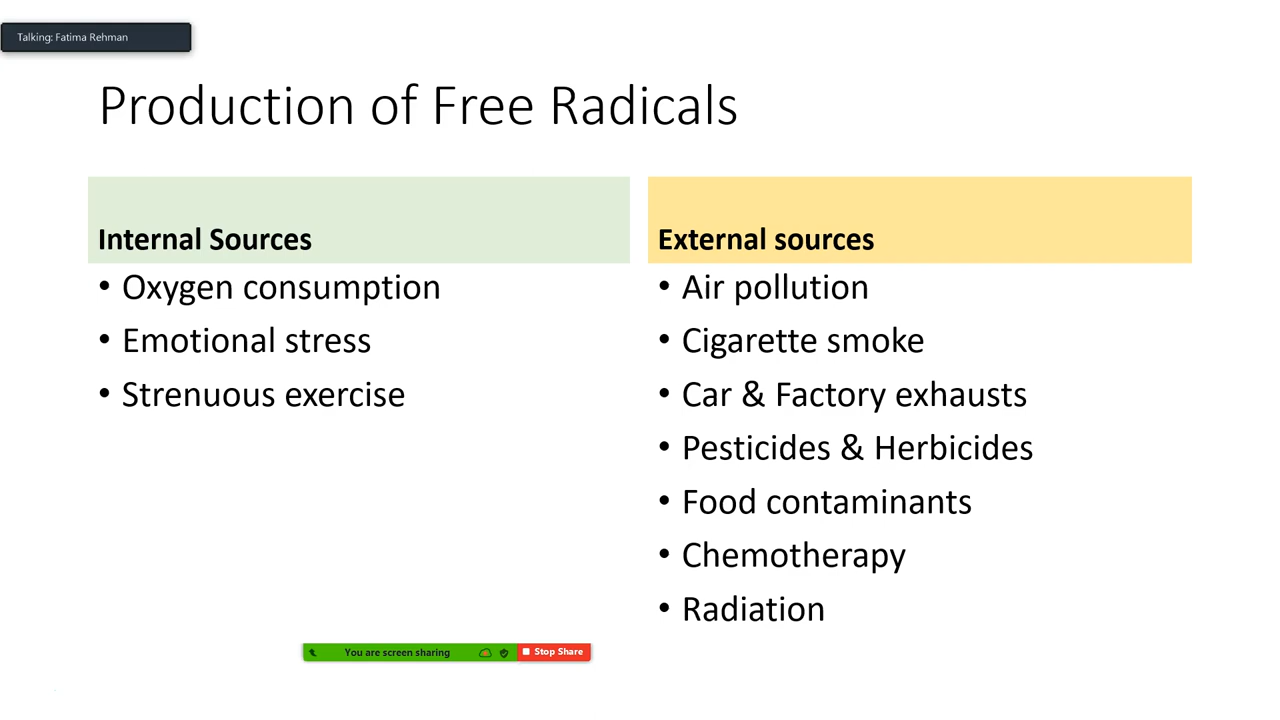 Talking: Fatima Rehman
Production of Free Radicals
Internal Sources
• Oxygen consumption
• Emotional stress
• Strenuous exercise
External sources
• Air pollution
• Cigarette smoke
• Car & Factory exhausts
• Pesticides & Herbicides
• Food contaminants
• Chemotherapy
• Radiation
You are screen sharing
Stop Share